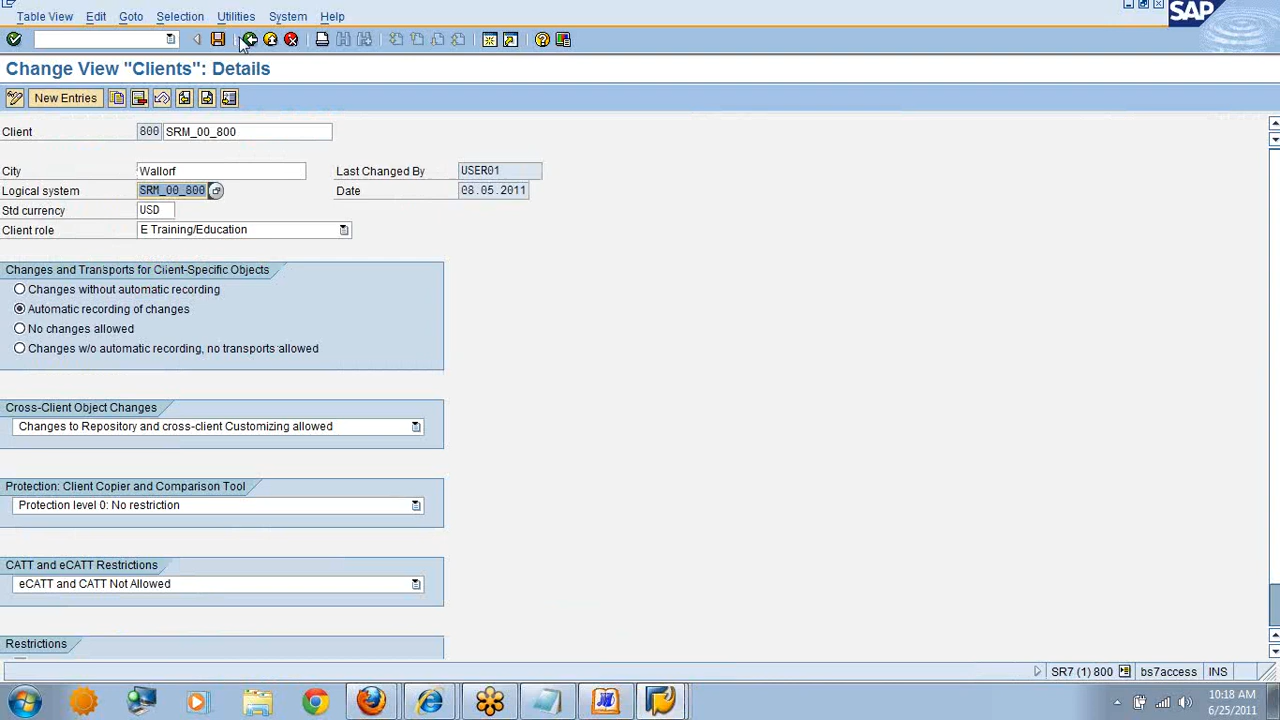 Table View Edit Goto Selection Utilities System Help
SAP
Change View "Clients": Details
New Entries
Client 800 SRM_00_800
City Wallorf Last Changed By USER01
Logical system SRM_00_800 Date 08.05.2011
Std currency USD
Client role E Training/Education
Changes and Transports for Client-Specific Objects
Changes without automatic recording
Automatic recording of changes
No changes allowed
Changes w/o automatic recording, no transports allowed
Cross-Client Object Changes
Changes to Repository and cross-client Customizing allowed
Protection: Client Copier and Comparison Tool
Protection level 0: No restriction
CATT and eCATT Restrictions
eCATT and CATT Not Allowed
Restrictions
SR7 (1) 800 bs7access INS
10:18 AM
6/25/2011